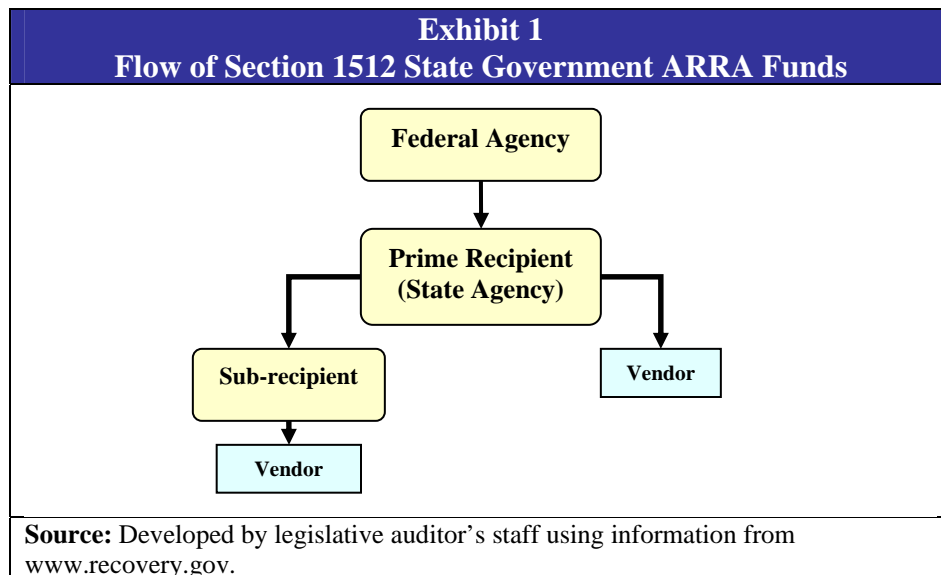 Exhibit 1
Flow of Section 1512 State Government ARRA Funds
Federal Agency
Prime Recipient
(State Agency)
Sub-recipient
Vendor
Vendor
Source: Developed by legislative auditor’s staff using information from
www.recovery.gov.